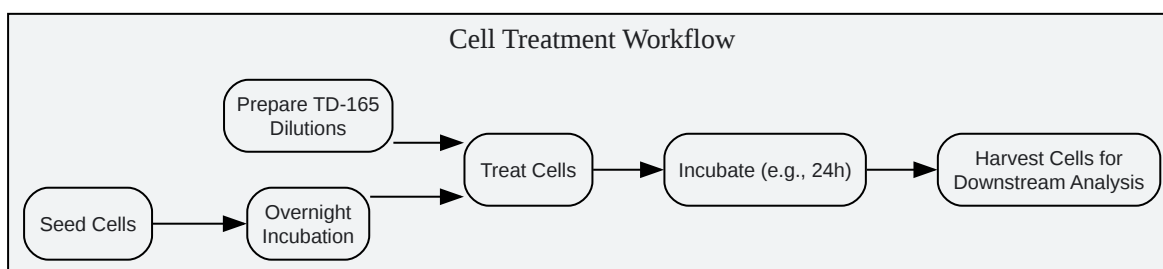 Cell Treatment Workflow
Prepare TD-165
Dilutions
Seed Cells
Overnight
Incubation
Treat Cells
Incubate (e.g., 24h)
Harvest Cells for
Downstream Analysis